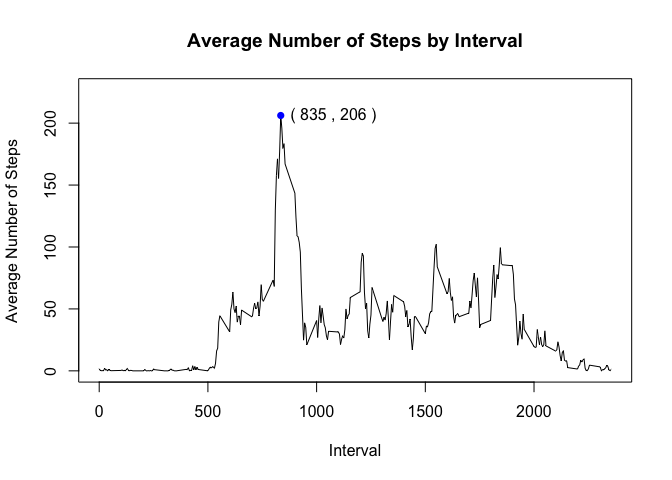 Average Number of Steps by Interval
Average Number of Steps
200
150
100
50
0
( 835 , 206 )
0 500 1000 1500 2000
Interval